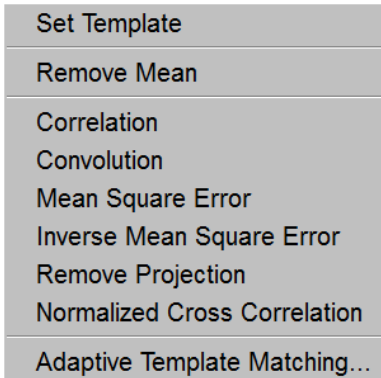 Set Template
Remove Mean
Correlation
Convolution
Mean Square Error
Inverse Mean Square Error
Remove Projection
Normalized Cross Correlation
Adaptive Template Matching...